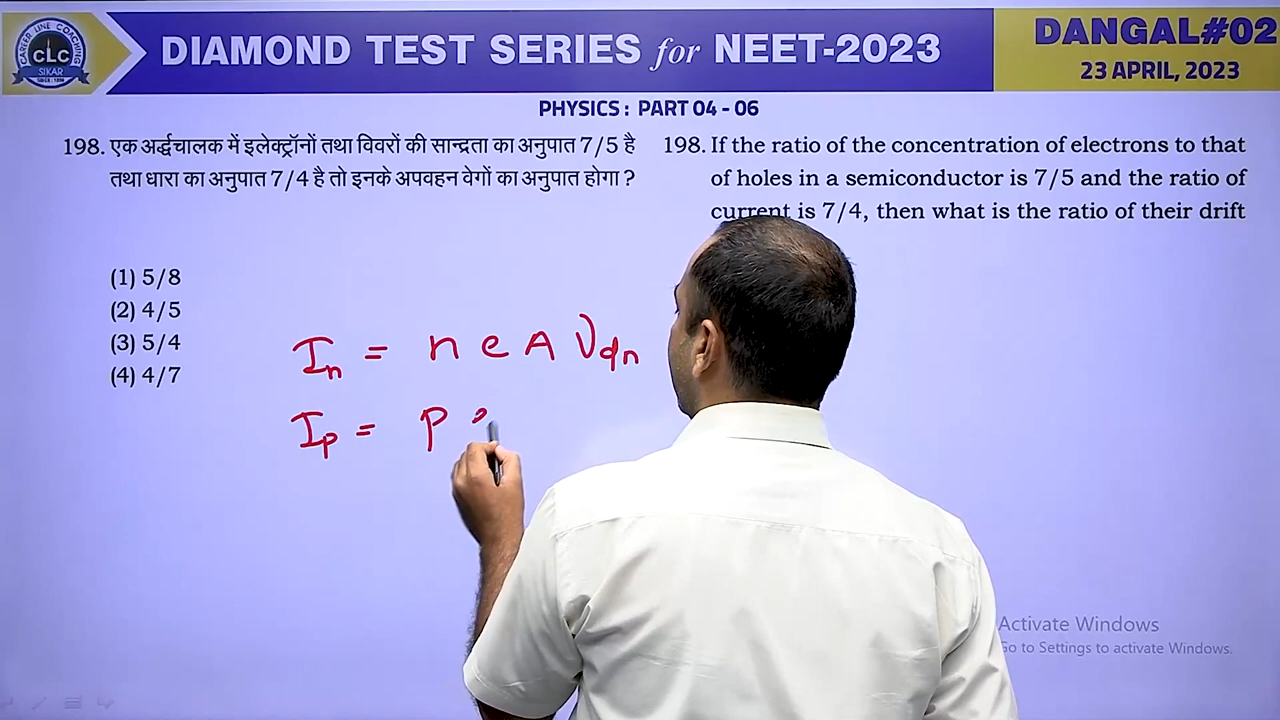 CAREER LINE COACHING
CLC
SIKAR
SINCE : 1996
DIAMOND TEST SERIES for NEET-2023
DANGAL#02
23 APRIL, 2023
PHYSICS : PART 04 - 06
198. एक अर्द्धचालक में इलेक्ट्रॉनों तथा विवरों की सान्द्रता का अनुपात 7/5 है
तथा धारा का अनुपात 7/4 है तो इनके अपवहन वेगों का अनुपात होगा ?
(1) 5/8
(2) 4/5
(3) 5/4
(4) 4/7
198. If the ratio of the concentration of electrons to that
of holes in a semiconductor is 7/5 and the ratio of
current is 7/4, then what is the ratio of their drift
In = n e A Vdn
Ip = P
Activate Windows
Go to Settings to activate Windows.